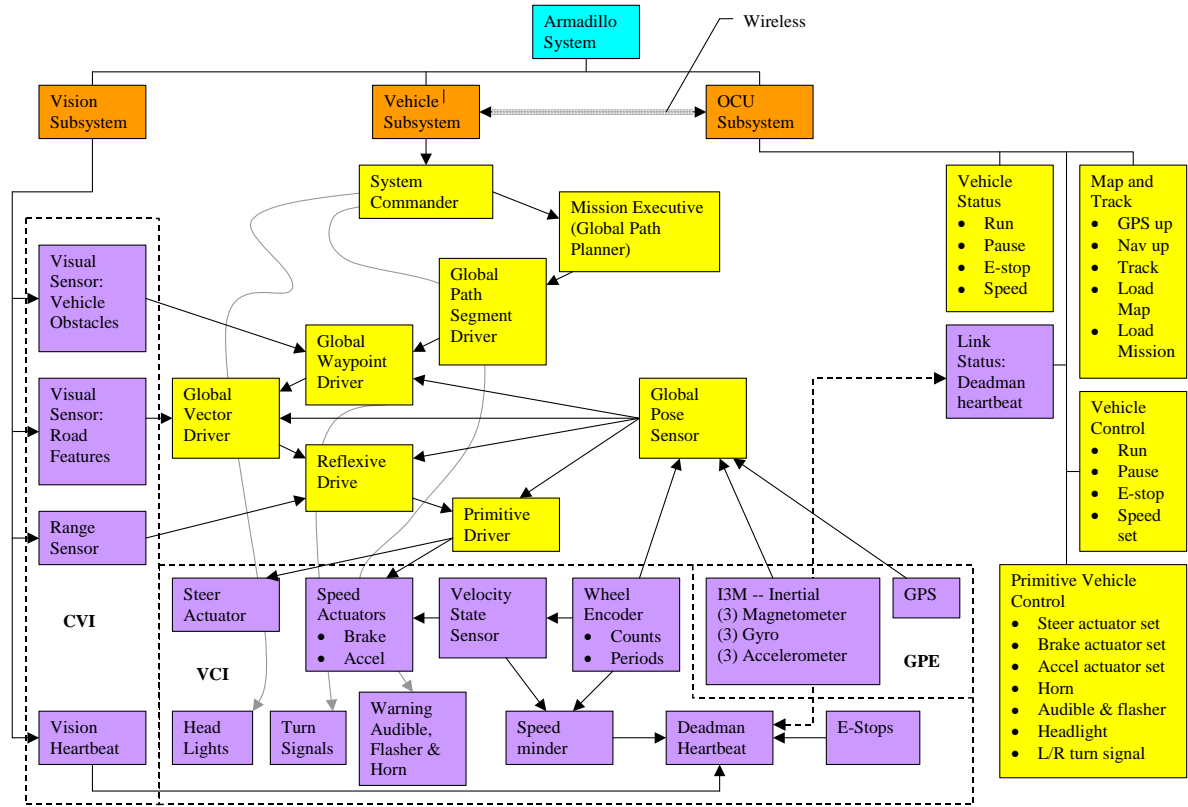 Armadillo
System
Wireless
Vision
Subsystem
Vehicle
Subsystem
OCU
Subsystem
System
Commander
Mission Executive
(Global Path
Planner)
Vehicle
Status
• Run
• Pause
• E-stop
• Speed
Map and
Track
• GPS up
• Nav up
• Track
• Load
Map
• Load
Mission
Visual
Sensor:
Vehicle
Obstacles
Global
Path
Segment
Driver
Global
Waypoint
Driver
Link
Status:
Deadman
heartbeat
Visual
Sensor:
Road
Features
Global
Vector
Driver
Global
Pose
Sensor
Vehicle
Control
• Run
• Pause
• E-stop
• Speed
set
Reflexive
Drive
Range
Sensor
Primitive
Driver
CVI
Steer
Actuator
Speed
Actuators
• Brake
• Accel
Velocity
State
Sensor
Wheel
Encoder
• Counts
• Periods
I3M -- Inertial
(3) Magnetometer
(3) Gyro
(3) Accelerometer
GPS
GPE
VCI
Primitive Vehicle
Control
• Steer actuator set
• Brake actuator set
• Accel actuator set
• Horn
• Audible & flasher
• Headlight
• L/R turn signal
Vision
Heartbeat
Head
Lights
Turn
Signals
Warning
Audible,
Flasher &
Horn
Speed
minder
Deadman
Heartbeat
E-Stops